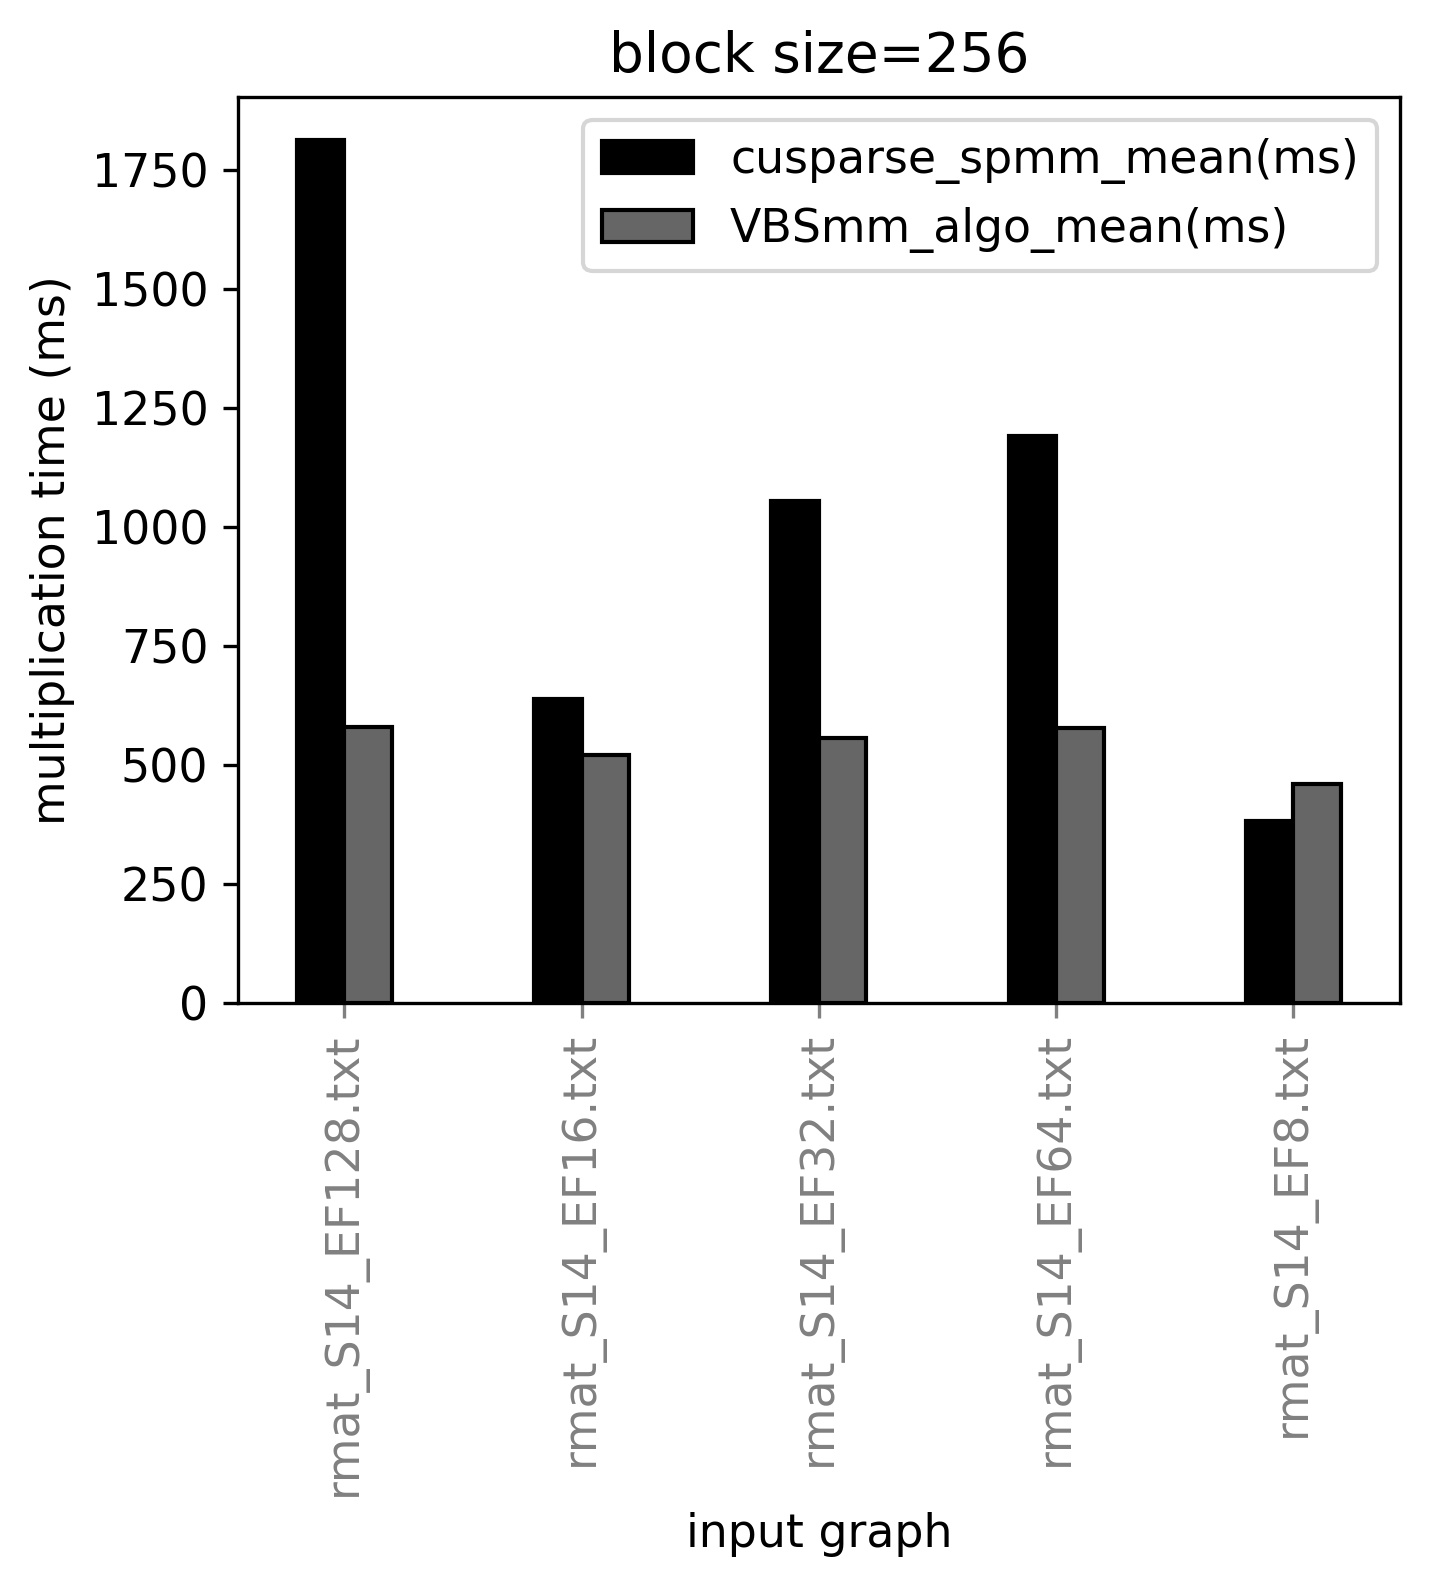 block size=256
cusparse_spmm_mean(ms)
VBSmm_algo_mean(ms)
multiplication time (ms)
1750
1500
1250
1000
750
500
250
0
rmat_S14_EF128.txt
rmat_S14_EF16.txt
rmat_S14_EF32.txt
rmat_S14_EF64.txt
rmat_S14_EF8.txt
input graph